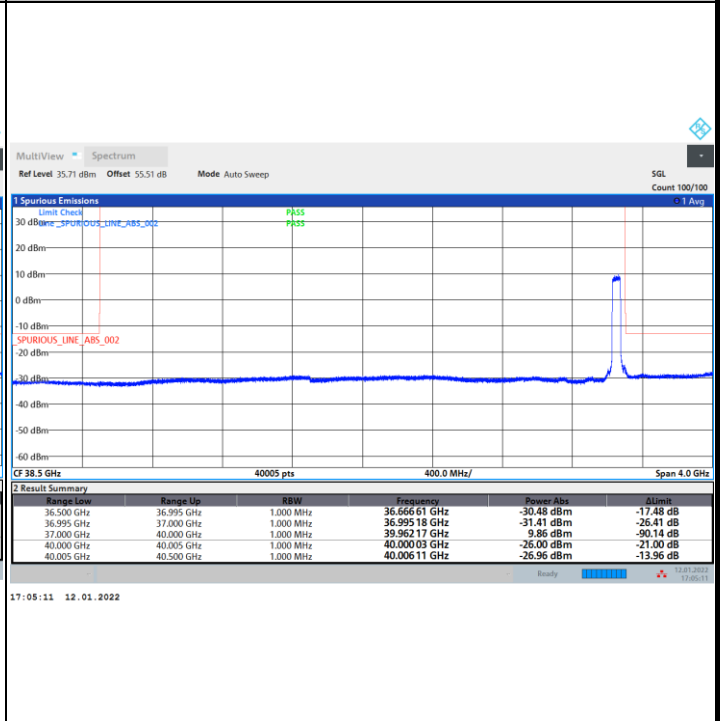 MultiView Spectrum
Ref Level 35.71 dBm Offset 55.51 dB Mode Auto Sweep SGL
Count 100/100
1 Spurious Emissions 1 Avg
Limit Check PASS
30 dBm Line _SPURIOUS_LINE_ABS_002 PASS
20 dBm
10 dBm
0 dBm
-10 dBm
_SPURIOUS_LINE_ABS_002
-20 dBm
-30 dBm
-40 dBm
-50 dBm
-60 dBm
CF 38.5 GHz 40005 pts 400.0 MHz/ Span 4.0 GHz
2 Result Summary
Range Low Range Up RBW Frequency Power Abs ΔLimit
36.500 GHz 36.995 GHz 1.000 MHz 36.666 61 GHz -30.48 dBm -17.48 dB
36.995 GHz 37.000 GHz 1.000 MHz 36.995 18 GHz -31.41 dBm -26.41 dB
37.000 GHz 40.000 GHz 1.000 MHz 39.962 17 GHz 9.86 dBm -90.14 dB
40.000 GHz 40.005 GHz 1.000 MHz 40.000 03 GHz -26.00 dBm -21.00 dB
40.005 GHz 40.500 GHz 1.000 MHz 40.006 11 GHz -26.96 dBm -13.96 dB
Ready 12.01.2022
17:05:11
17:05:11 12.01.2022